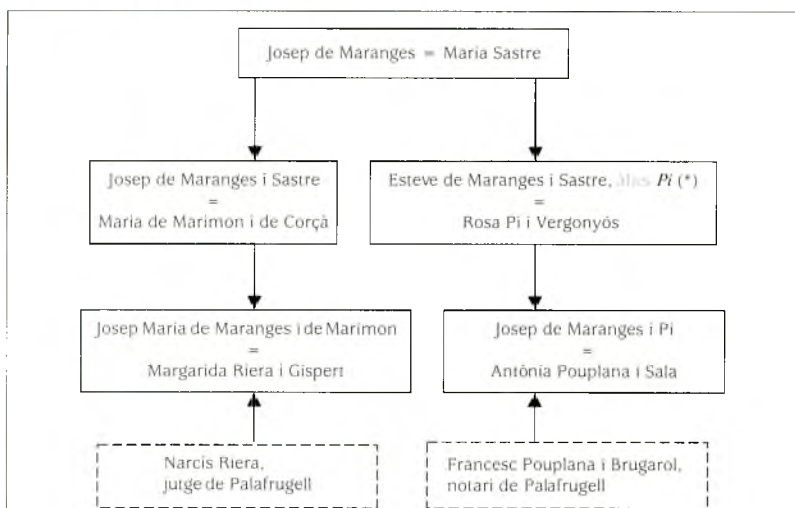 Josep de Maranges = Maria Sastre
Josep de Maranges i Sastre
=
Maria de Marimon i de Corçà
Esteve de Maranges i Sastre, àlies Pi (*)
=
Rosa Pi i Vergonyós
Josep Maria de Maranges i de Marimon
=
Margarida Riera i Gispert
Josep de Maranges i Pi
=
Antònia Pouplana i Sala
Narcís Riera,
jutge de Palafrugell
Francesc Pouplana i Brugarol,
notari de Palafrugell